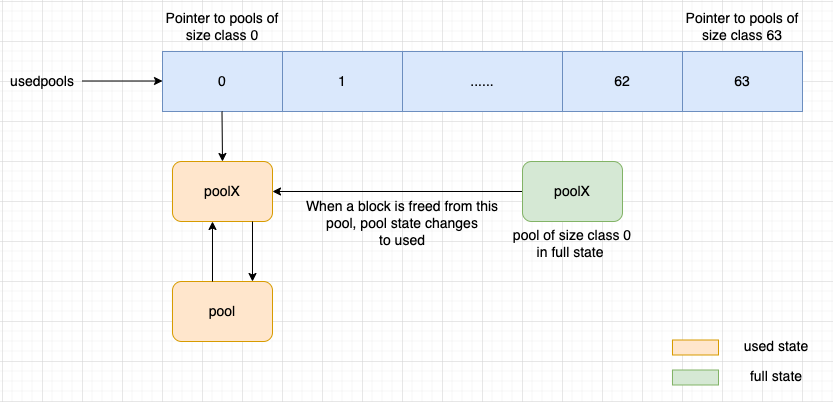 Pointer to pools of
size class 0
Pointer to pools of
size class 63
usedpools
0
1
......
62
63
poolX
poolX
When a block is freed from this
pool, pool state changes
to used
pool of size class 0
in full state
pool
used state
full state